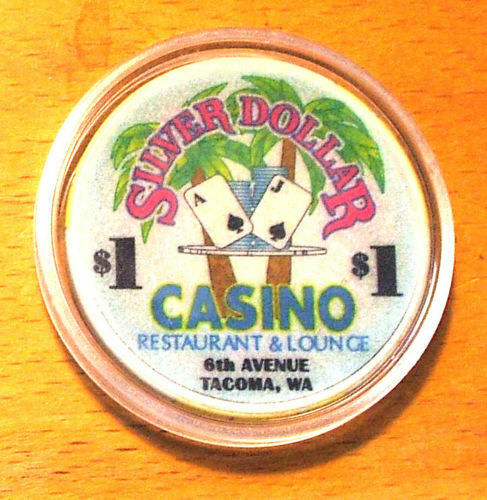 SILVER DOLLAR
A J
$1 $1
CASINO
RESTAURANT & LOUNGE
6th AVENUE
TACOMA, WA